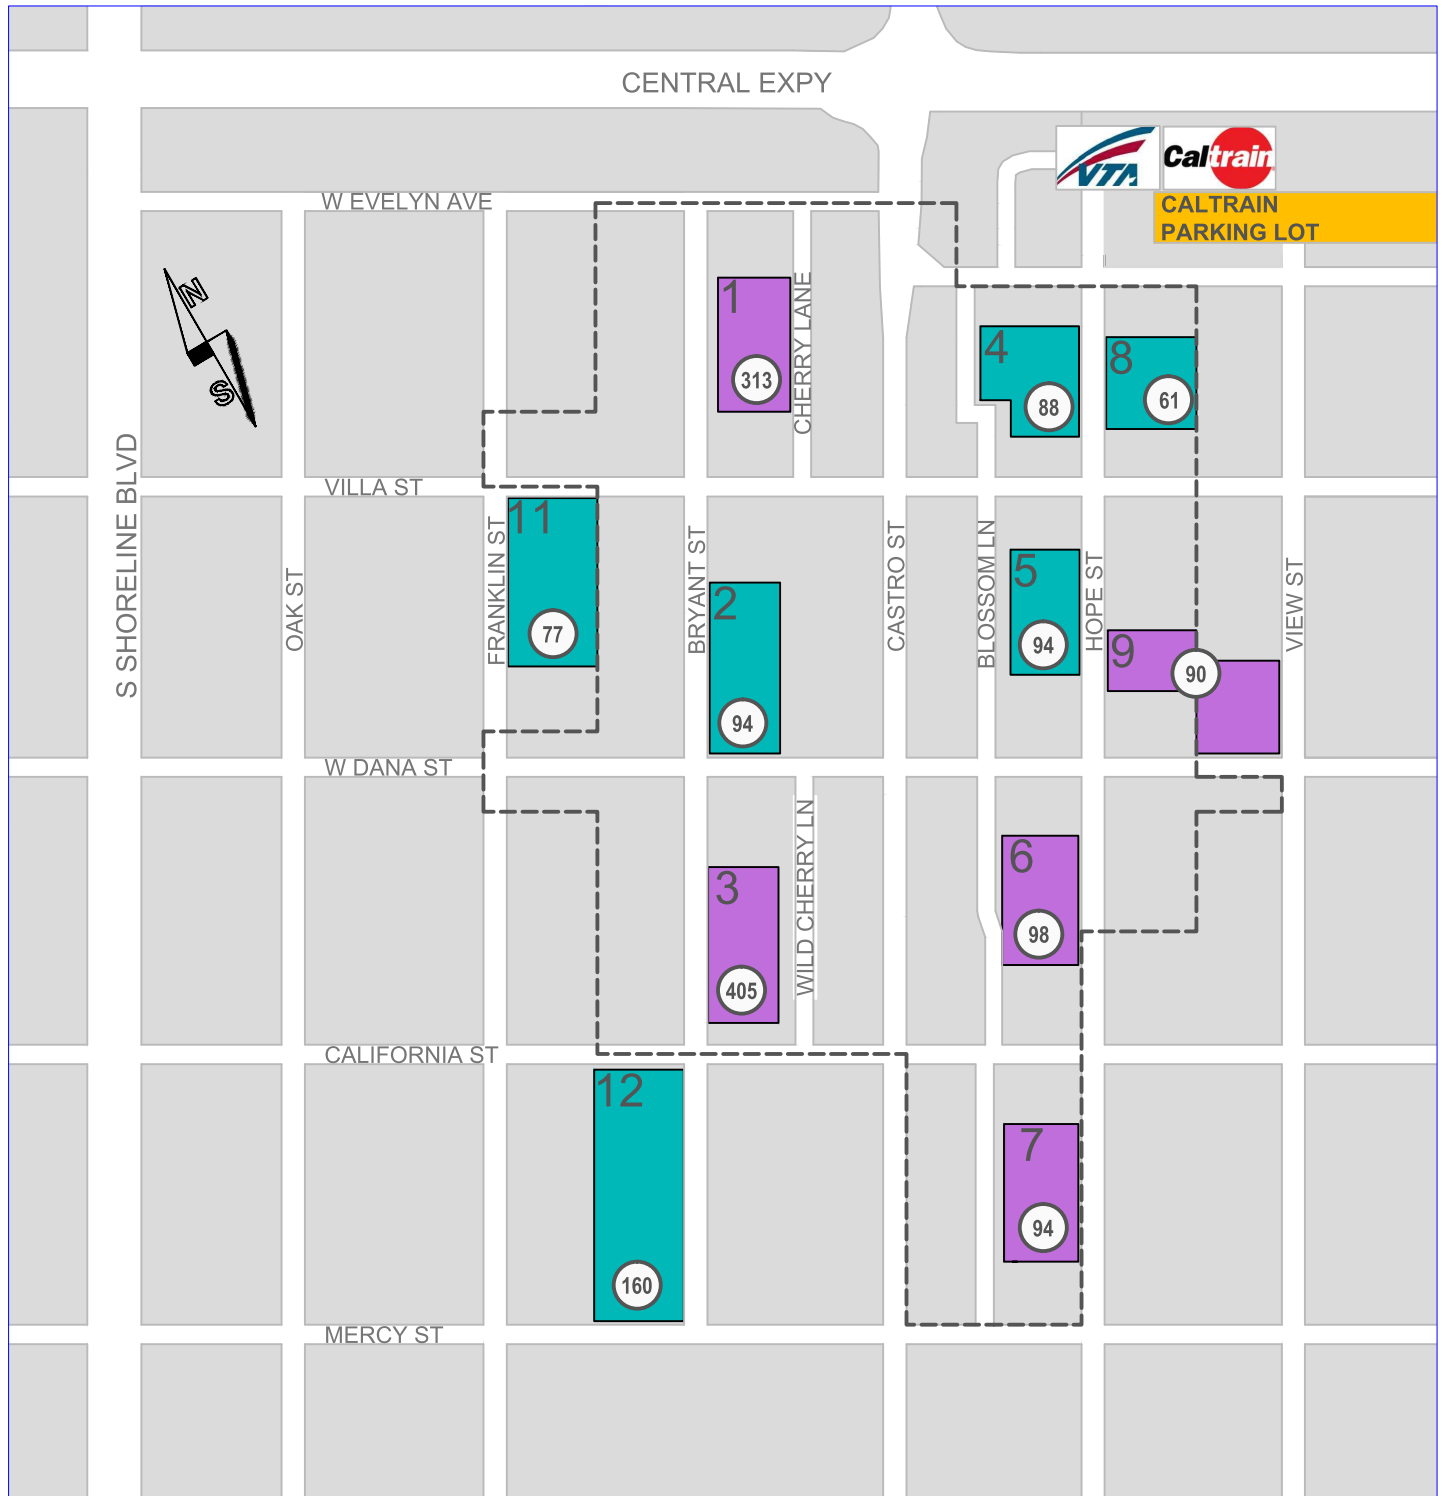 CENTRAL EXPY
VTA
Caltrain
W EVELYN AVE
CALTRAIN
PARKING LOT
N
S
1
313
CHERRY LANE
4
88
8
61
S SHORELINE BLVD
VILLA ST
OAK ST
FRANKLIN ST
11
77
BRYANT ST
2
94
CASTRO ST
BLOSSOM LN
5
94
HOPE ST
9
90
VIEW ST
W DANA ST
3
405
WILD CHERRY LN
6
98
CALIFORNIA ST
12
160
7
94
MERCY ST